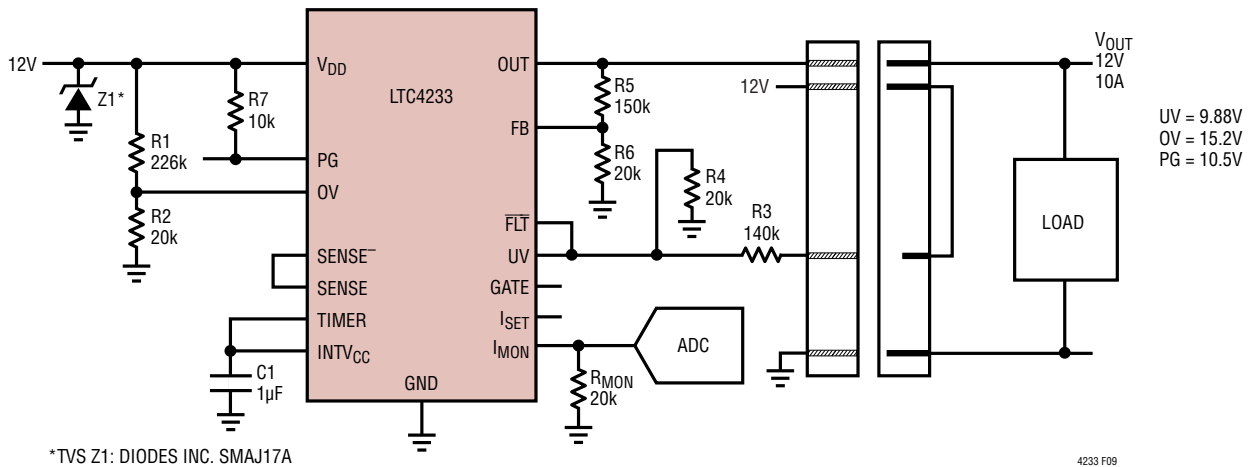 12V
Z1*
R1
226k
R2
20k
R7
10k
C1
1µF
VDD
PG
OV
SENSE–
SENSE
TIMER
INTVCC
LTC4233
GND
OUT
FB
FLT
UV
GATE
ISET
IMON
R5
150k
R6
20k
R4
20k
R3
140k
RMON
20k
ADC
12V
VOUT
12V
10A
LOAD
UV = 9.88V
OV = 15.2V
PG = 10.5V
*TVS Z1: DIODES INC. SMAJ17A
4233 F09